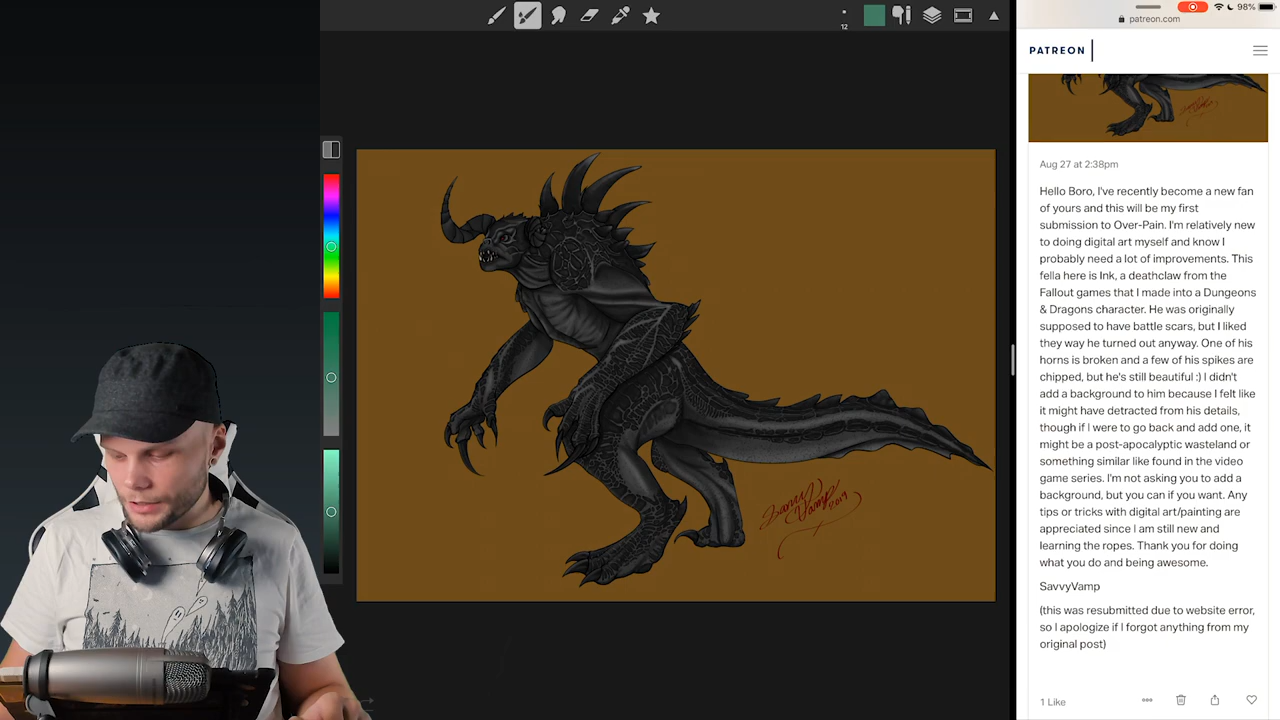 98%
patreon.com
12
PATREON
Aug 27 at 2:38pm
Hello Boro, I've recently become a new fan
of yours and this will be my first
submission to Over-Pain. I'm relatively new
to doing digital art myself and know I
probably need a lot of improvements. This
fella here is Ink, a deathclaw from the
Fallout games that I made into a Dungeons
& Dragons character. He was originally
supposed to have battle scars, but I liked
they way he turned out anyway. One of his
horns is broken and a few of his spikes are
chipped, but he's still beautiful :) I didn't
add a background to him because I felt like
it might have detracted from his details,
though if I were to go back and add one, it
might be a post-apocalyptic wasteland or
something similar like found in the video
game series. I'm not asking you to add a
background, but you can if you want. Any
tips or tricks with digital art/painting are
appreciated since I am still new and
learning the ropes. Thank you for doing
what you do and being awesome.
SavvyVamp
(this was resubmitted due to website error,
so I apologize if I forgot anything from my
original post)
1 Like
Vamp
2019